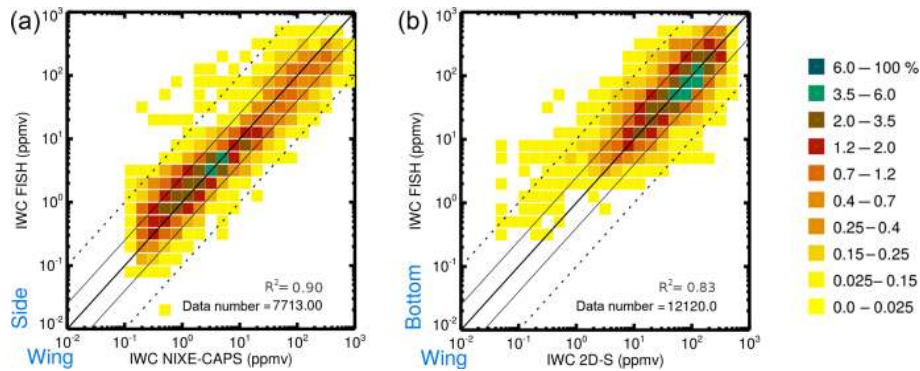 (a)
10³
10²
10¹
10⁰
10⁻¹
10⁻²
IWC FISH (ppmv)
Side
R²= 0.90
Data number =7713.00
10⁻² 10⁻¹ 10⁰ 10¹ 10² 10³
Wing IWC NIXE-CAPS (ppmv)
(b)
10³
10²
10¹
10⁰
10⁻¹
10⁻²
IWC FISH (ppmv)
Bottom
R²= 0.83
Data number =12120.0
10⁻² 10⁻¹ 10⁰ 10¹ 10² 10³
Wing IWC 2D-S (ppmv)
6.0–100 %
3.5–6.0
2.0–3.5
1.2–2.0
0.7–1.2
0.4–0.7
0.25–0.4
0.15–0.25
0.025–0.15
0.0–0.025